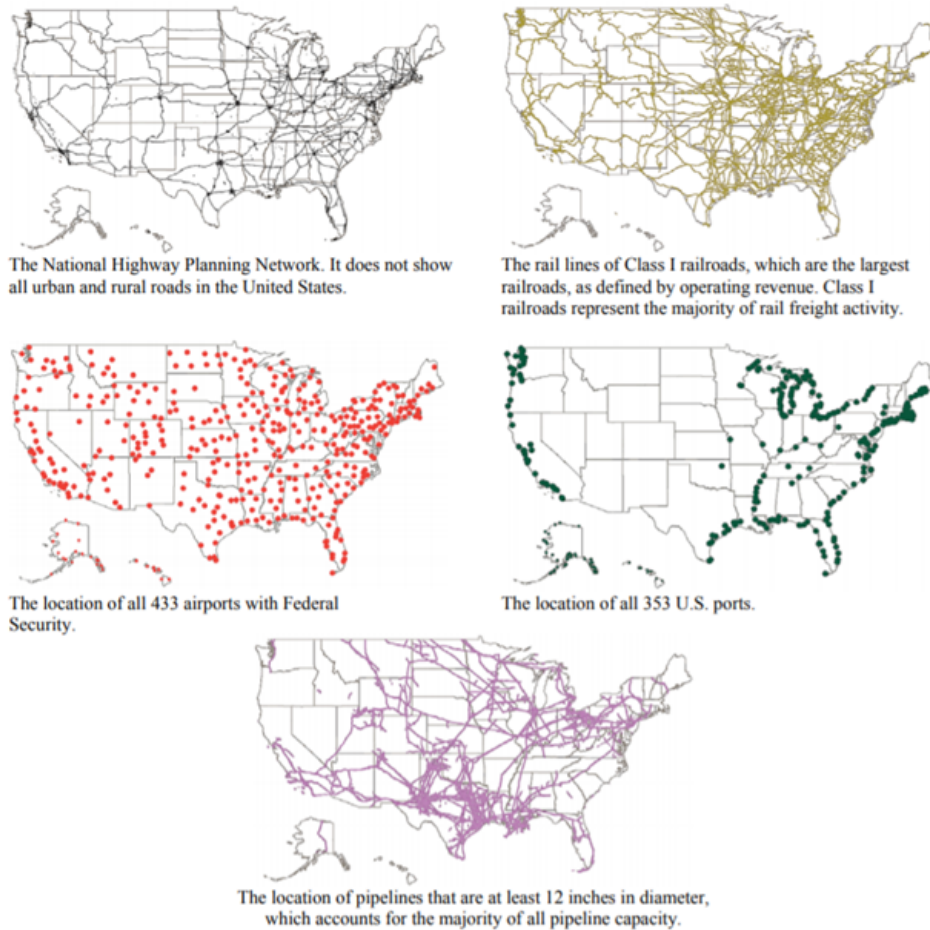 The National Highway Planning Network. It does not show
all urban and rural roads in the United States.
The rail lines of Class I railroads, which are the largest
railroads, as defined by operating revenue. Class I
railroads represent the majority of rail freight activity.
The location of all 433 airports with Federal
Security.
The location of all 353 U.S. ports.
The location of pipelines that are at least 12 inches in diameter,
which accounts for the majority of all pipeline capacity.